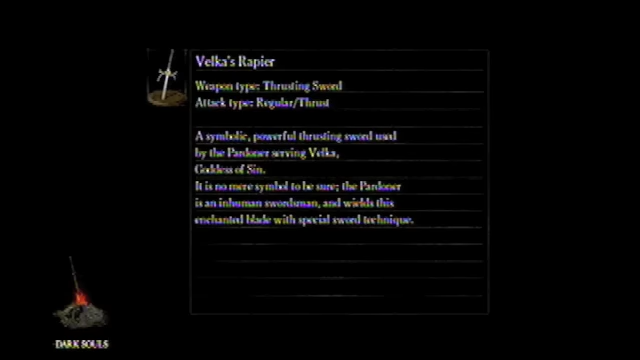 Velka's Rapier
Weapon type: Thrusting Sword
Attack type: Regular/Thrust
A symbolic, powerful thrusting sword used
by the Pardoner serving Velka,
Goddess of Sin.
It is no mere symbol to be sure; the Pardoner
is an inhuman swordsman, and wields this
enchanted blade with special sword technique.
DARK SOULS